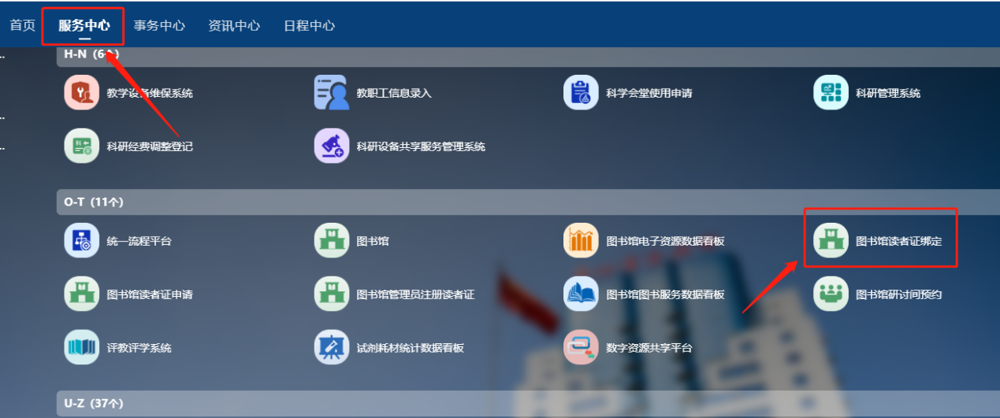 首页 服务中心 事务中心 资讯中心 日程中心
H-N (6个)
教学设备维保系统 教职工信息录入 科学会堂使用申请 科研管理系统
科研经费调整登记 科研设备共享服务管理系统
O-T (11个)
统一流程平台 图书馆 图书馆电子资源数据看板 图书馆读者证绑定
图书馆读者证申请 图书馆管理员注册读者证 图书馆图书服务数据看板 图书馆研讨间预约
评教评学系统 试剂耗材统计数据看板 数字资源共享平台
U-Z (37个)